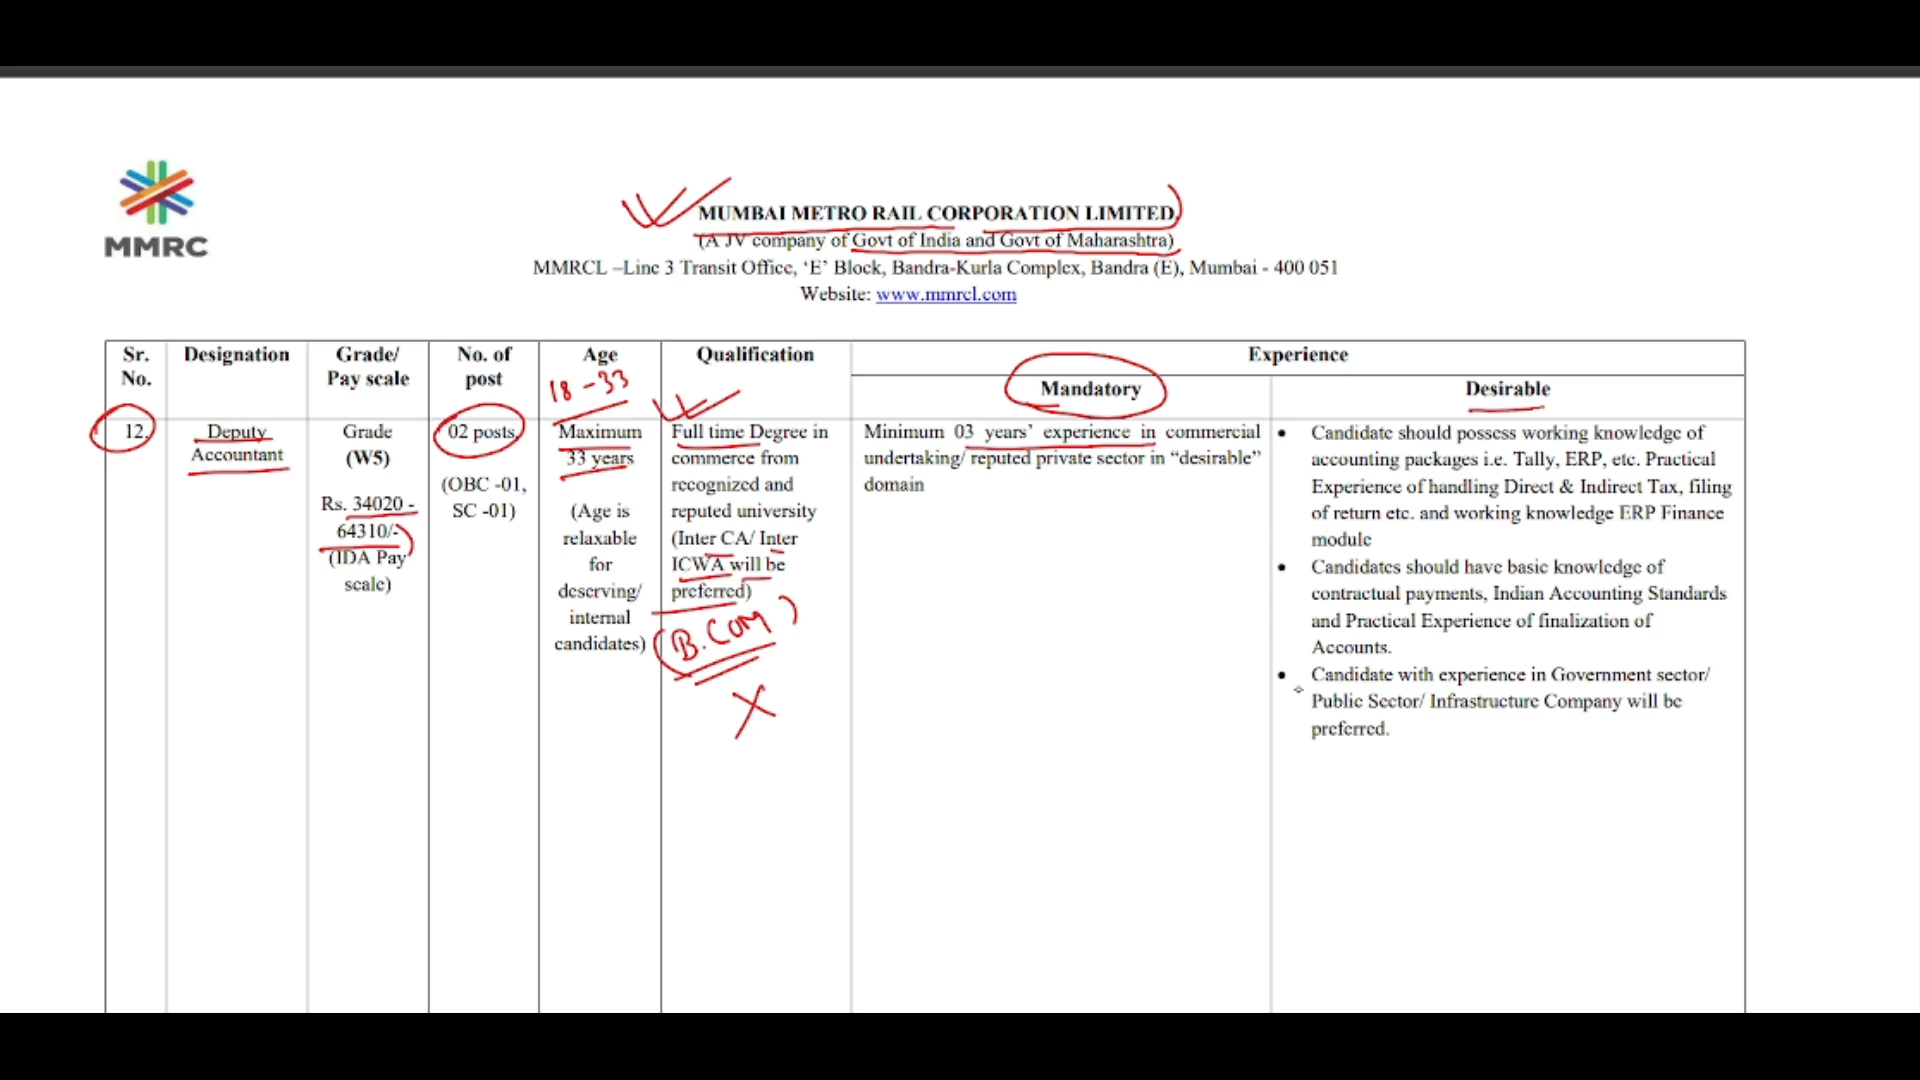 MMRC
MUMBAI METRO RAIL CORPORATION LIMITED
(A JV company of Govt of India and Govt of Maharashtra)
MMRCL –Line 3 Transit Office, ‘E’ Block, Bandra-Kurla Complex, Bandra (E), Mumbai - 400 051
Website: www.mmrcl.com
Sr.
No.
Designation
Grade/
Pay scale
No. of
post
Age
18-33
Qualification
Experience
Mandatory
Desirable
12.
Deputy
Accountant
Grade
(W5)
Rs. 34020 -
64310/-
(IDA Pay
scale)
02 posts
(OBC -01,
SC -01)
Maximum
33 years
(Age is
relaxable
for
deserving/
internal
candidates)
Full time Degree in
commerce from
recognized and
reputed university
(Inter CA/ Inter
ICWA will be
preferred)
(B.COM)
X
Minimum 03 years’ experience in commercial
undertaking/ reputed private sector in “desirable”
domain
• Candidate should possess working knowledge of
accounting packages i.e. Tally, ERP, etc. Practical
Experience of handling Direct & Indirect Tax, filing
of return etc. and working knowledge ERP Finance
module
• Candidates should have basic knowledge of
contractual payments, Indian Accounting Standards
and Practical Experience of finalization of
Accounts.
• Candidate with experience in Government sector/
Public Sector/ Infrastructure Company will be
preferred.